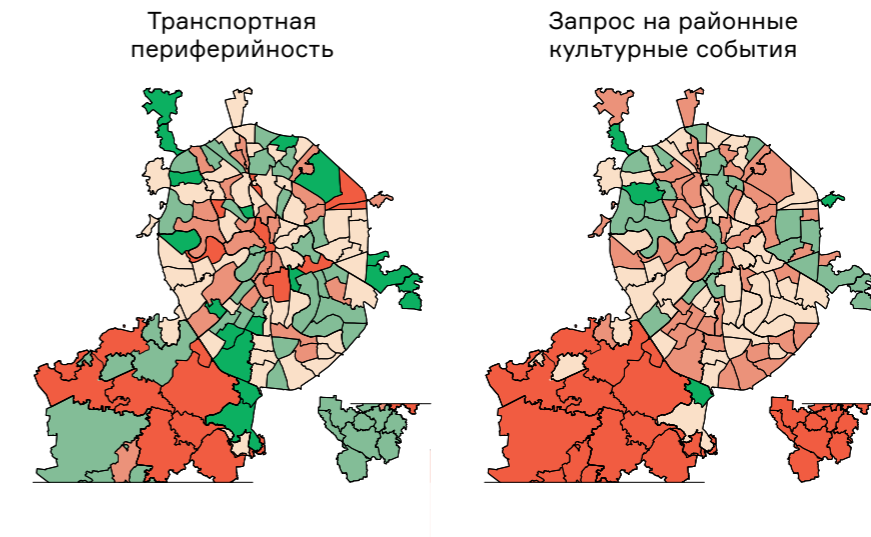 Транспортная
периферийность
Запрос на районные
культурные события